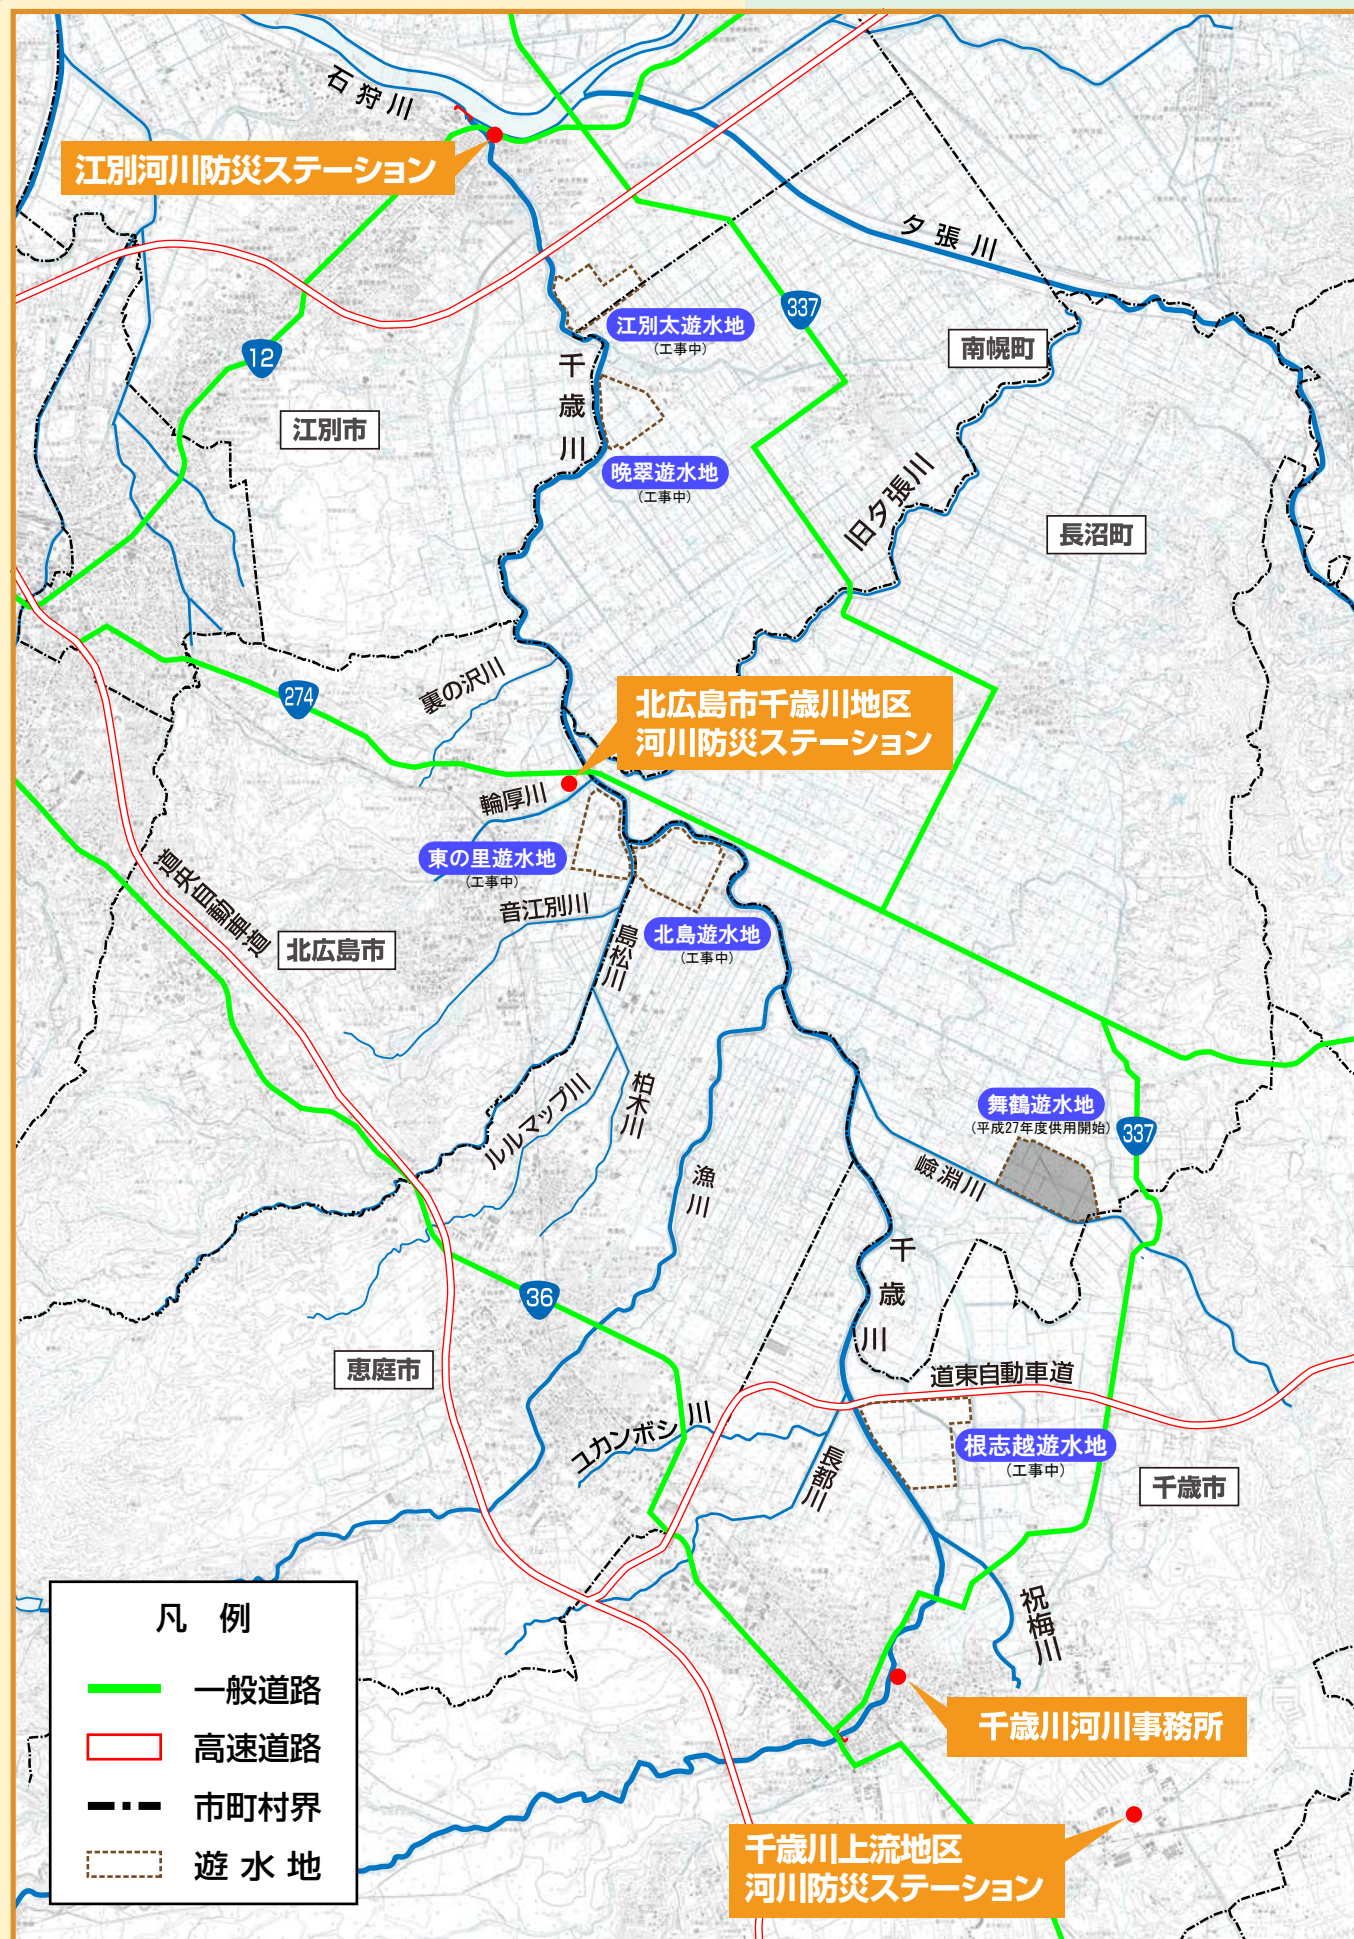 石狩川
江別河川防災ステーション
夕張川
337
江別太遊水地
(工事中)
南幌町
12
千歳川
江別市
晩翠遊水地
(工事中)
旧夕張川
長沼町
裏の沢川
274
北広島市千歳川地区
河川防災ステーション
輪厚川
東の里遊水地
(工事中)
道央自動車道
音江別川
北広島市
島松川
北島遊水地
(工事中)
ルルマップ川
柏木川
舞鶴遊水地
(平成27年度供用開始)
337
嶮淵川
漁川
千歳川
36
恵庭市
道東自動車道
ユカンボシ川
長都川
根志越遊水地
(工事中)
千歳市
祝梅川
千歳川河川事務所
千歳川上流地区
河川防災ステーション
凡 例
一般道路
高速道路
市町村界
遊水地